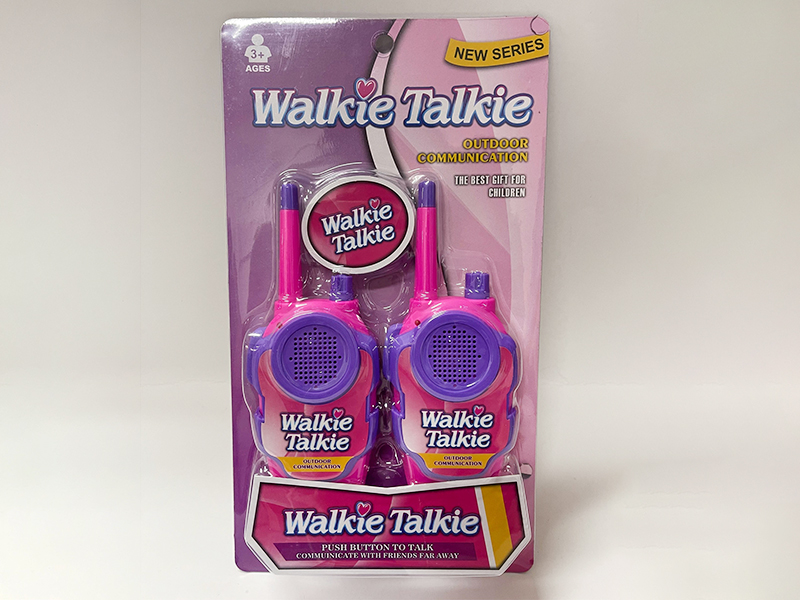 3+
AGES
NEW SERIES
Walkie Talkie
OUTDOOR
COMMUNICATION
THE BEST GIFT FOR
CHILDREN
Walkie
Talkie
Walkie
Talkie
OUTDOOR
COMMUNICATION
Walkie
Talkie
OUTDOOR
COMMUNICATION
Walkie Talkie
PUSH BUTTON TO TALK
COMMUINICATE WITH FRIENDS FAR AWAY